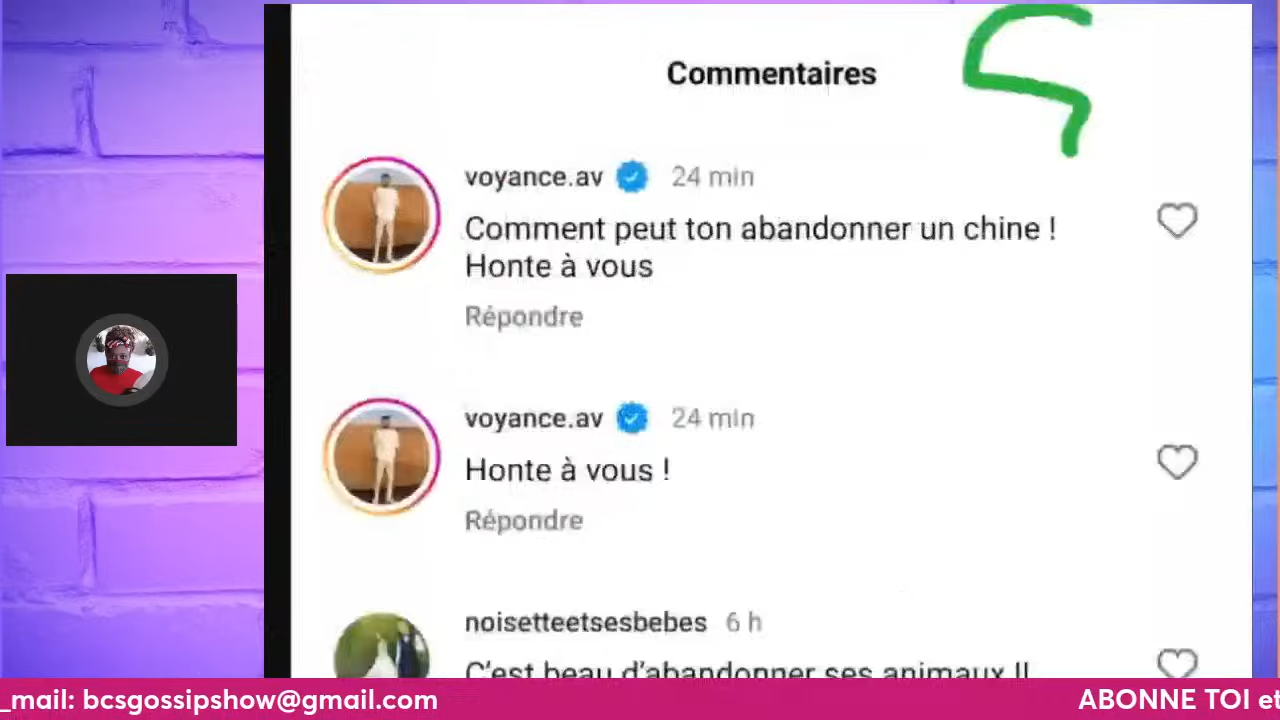 Commentaires
voyance.av 24 min
Comment peut ton abandonner un chine !
Honte à vous
Répondre
voyance.av 24 min
Honte à vous !
Répondre
noisetteetsesbebes 6 h
C'est beau d'abandonner ses animaux !!
_mail: bcsgossipshow@gmail.com
ABONNE TOI et